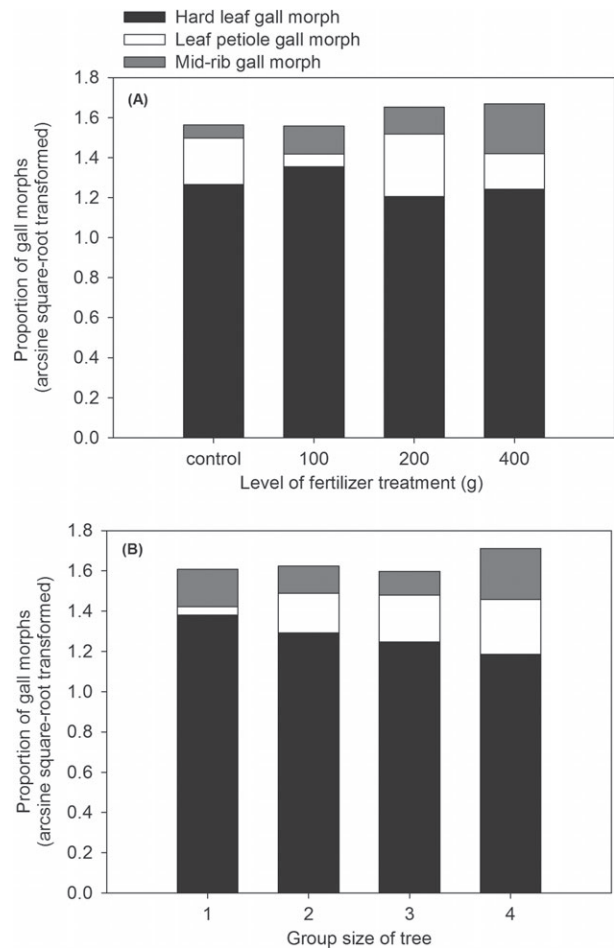 Hard leaf gall morph
Leaf petiole gall morph
Mid-rib gall morph
(A)
Proportion of gall morphs
(arcsine square-root transformed)
1.8
1.6
1.4
1.2
1.0
0.8
0.6
0.4
0.2
0.0
control 100 200 400
Level of fertilizer treatment (g)
(B)
Proportion of gall morphs
(arcsine square-root transformed)
1.8
1.6
1.4
1.2
1.0
0.8
0.6
0.4
0.2
0.0
1 2 3 4
Group size of tree